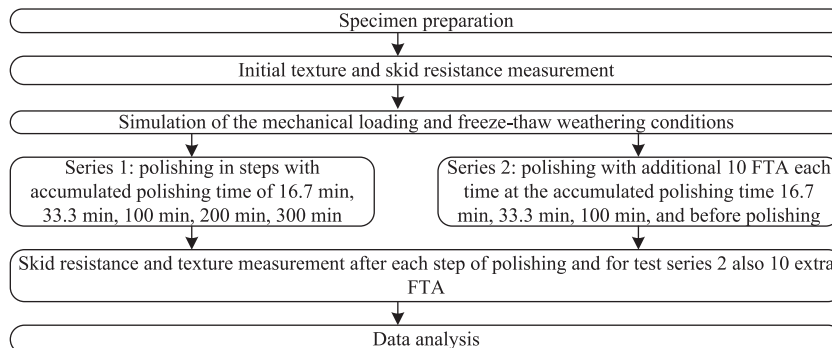 Specimen preparation
Initial texture and skid resistance measurement
Simulation of the mechanical loading and freeze-thaw weathering conditions
Series 1: polishing in steps with
accumulated polishing time of 16.7 min,
33.3 min, 100 min, 200 min, 300 min
Series 2: polishing with additional 10 FTA each
time at the accumulated polishing time 16.7
min, 33.3 min, 100 min, and before polishing
Skid resistance and texture measurement after each step of polishing and for test series 2 also 10 extra
FTA
Data analysis